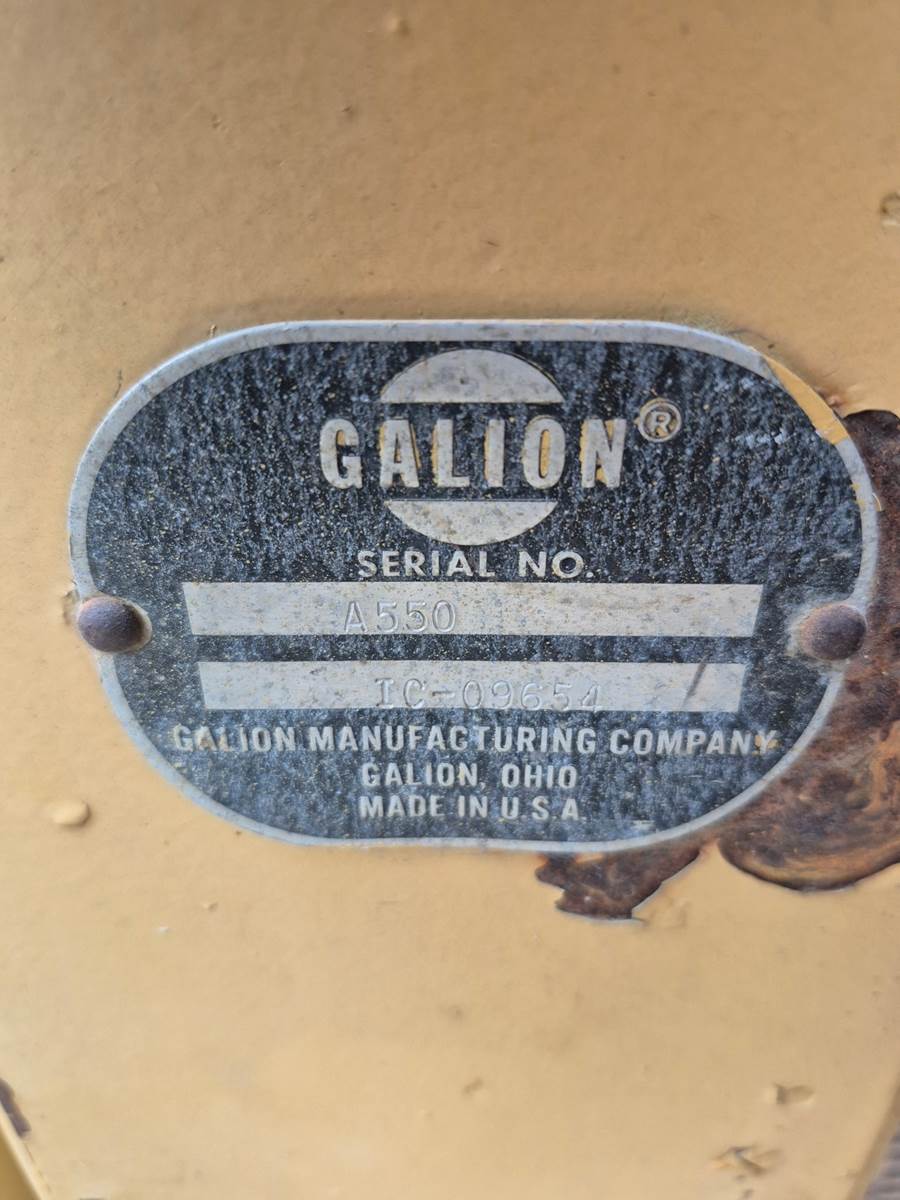 GALION®
SERIAL NO.
A550
IC-09654
GALION MANUFACTURING COMPANY
GALION, OHIO
MADE IN U.S.A.